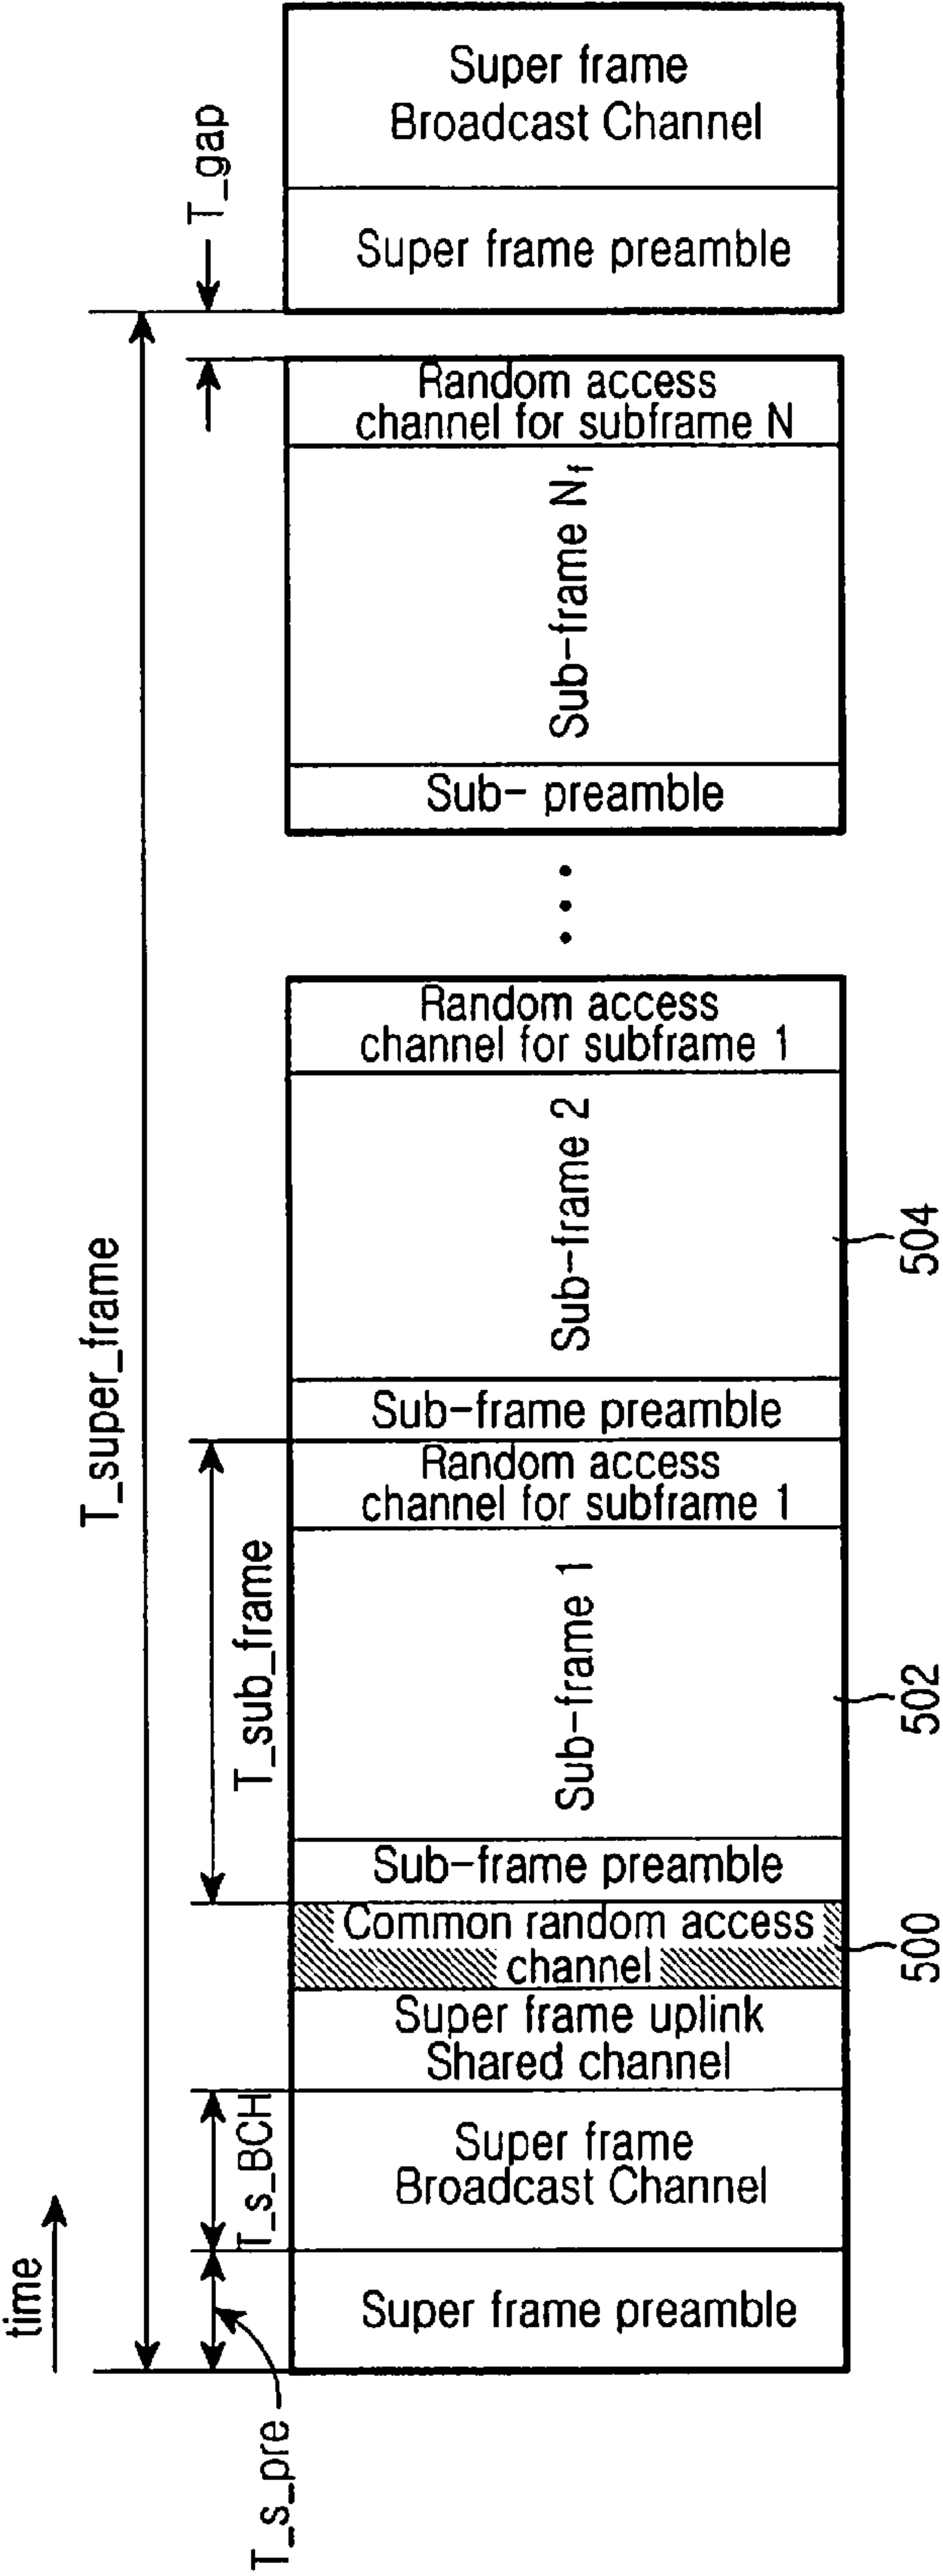 Super frame
Broadcast Channel
T_gap
Super frame preamble
Random access
channel for subframe N
Sub-frame Nf
Sub- preamble
...
Random access
channel for subframe 1
Sub-frame 2
504
T_super_frame
Sub-frame preamble
Random access
channel for subframe 1
T_sub_frame
Sub-frame 1
502
Sub-frame preamble
Common random access
channel
500
Super frame uplink
Shared channel
T_s_BCH
Super frame
Broadcast Channel
time
Super frame preamble
T_s_pre